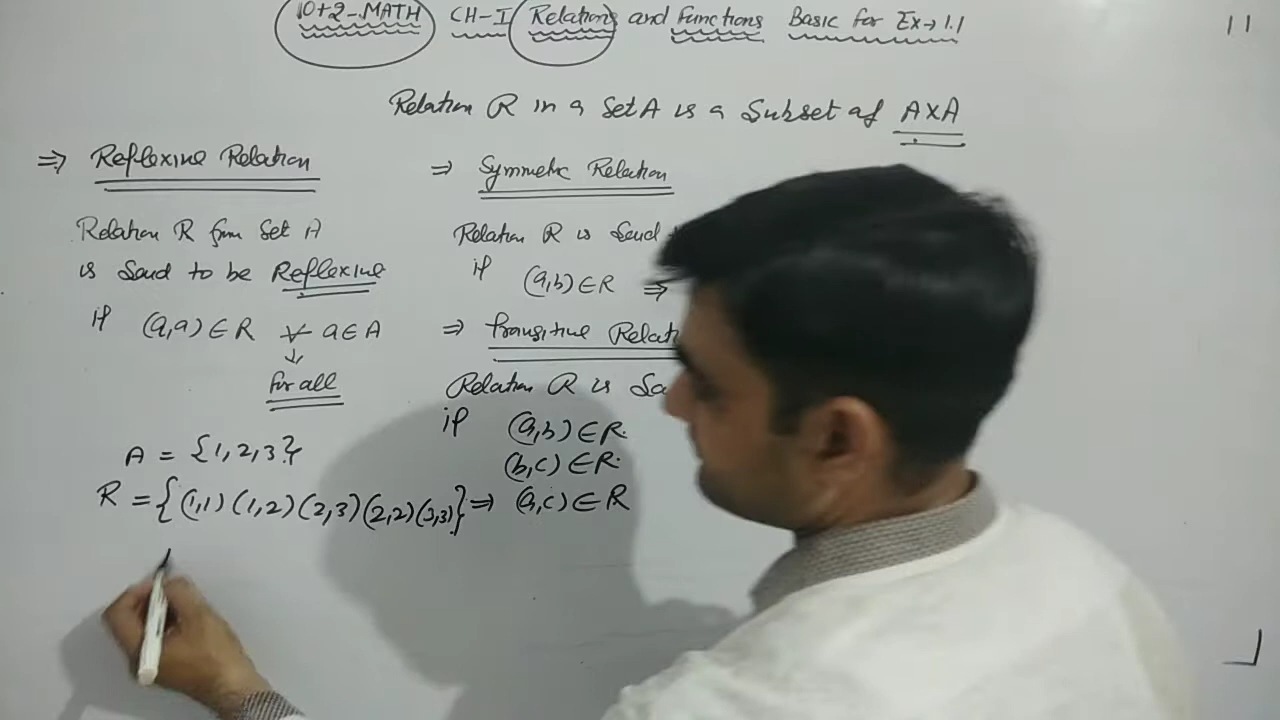 10+2-MATH CH-I Relations and Functions Basic for Ex→1.1
11
Relation R in a Set A is a Subset of A×A
⇒ Reflexive Relation
Relation R from Set A
is Said to be Reflexive
if (a,a) ∈ R ∀ a ∈ A
↓
for all
A = {1,2,3}
R = {(1,1) (1,2) (2,3) (2,2) (3,3)}
⇒ Symmetric Relation
Relation R is Said
if (a,b) ∈ R ⇒
⇒ Transitive Relat
Relation R is Sa
if (a,b) ∈ R.
(b,c) ∈ R.
⇒ (a,c) ∈ R